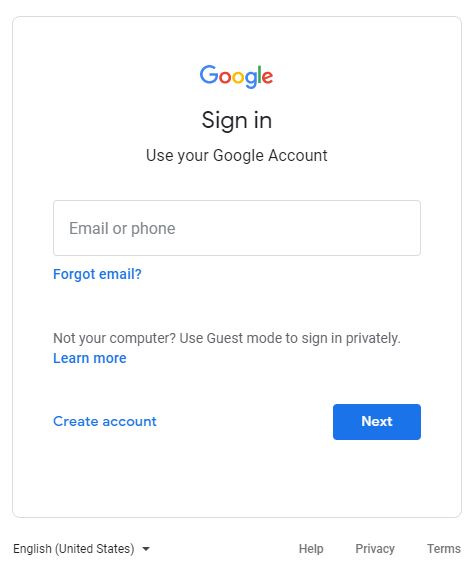 Google
Sign in
Use your Google Account
Email or phone
Forgot email?
Not your computer? Use Guest mode to sign in privately.
Learn more
Create account
Next
English (United States)
Help
Privacy
Terms